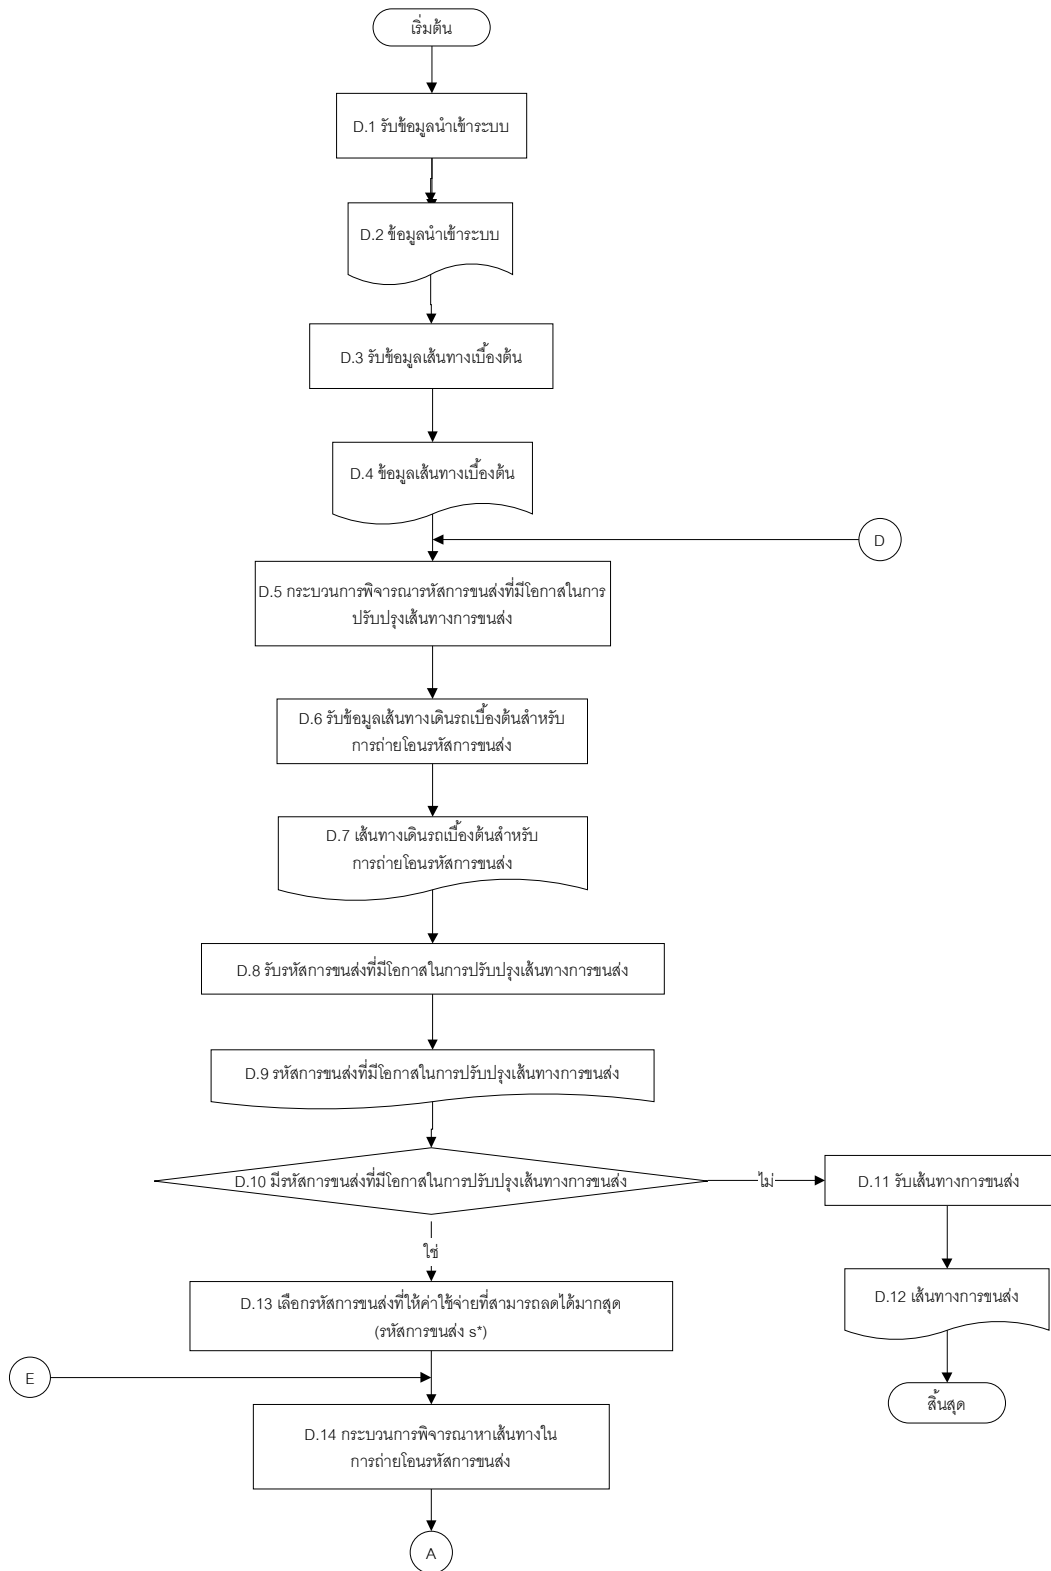 เริ่มต้น
D.1 รับข้อมูลนำเข้าระบบ
D.2 ข้อมูลนำเข้าระบบ
D.3 รับข้อมูลเส้นทางเบื้องต้น
D.4 ข้อมูลเส้นทางเบื้องต้น
D
D.5 กระบวนการพิจารณารหัสการขนส่งที่มีโอกาสในการ
ปรับปรุงเส้นทางการขนส่ง
D.6 รับข้อมูลเส้นทางเดินรถเบื้องต้นสำหรับ
การถ่ายโอนรหัสการขนส่ง
D.7 เส้นทางเดินรถเบื้องต้นสำหรับ
การถ่ายโอนรหัสการขนส่ง
D.8 รับรหัสการขนส่งที่มีโอกาสในการปรับปรุงเส้นทางการขนส่ง
D.9 รหัสการขนส่งที่มีโอกาสในการปรับปรุงเส้นทางการขนส่ง
D.10 มีรหัสการขนส่งที่มีโอกาสในการปรับปรุงเส้นทางการขนส่ง
ไม่
D.11 รับเส้นทางการขนส่ง
ใช่
D.12 เส้นทางการขนส่ง
D.13 เลือกรหัสการขนส่งที่ให้ค่าใช้จ่ายที่สามารถลดได้มากสุด
(รหัสการขนส่ง s*)
E
สิ้นสุด
D.14 กระบวนการพิจารณาหาเส้นทางใน
การถ่ายโอนรหัสการขนส่ง
A